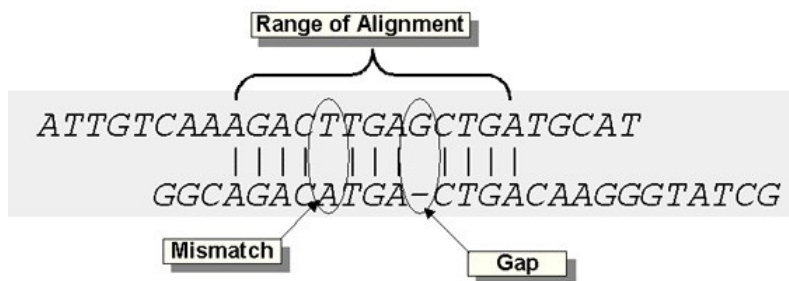 Range of Alignment
ATTGTCAAAGACTTGAGCTGATGCAT
GGCAGACATGA-CTGACAAGGGTATCG
Mismatch
Gap